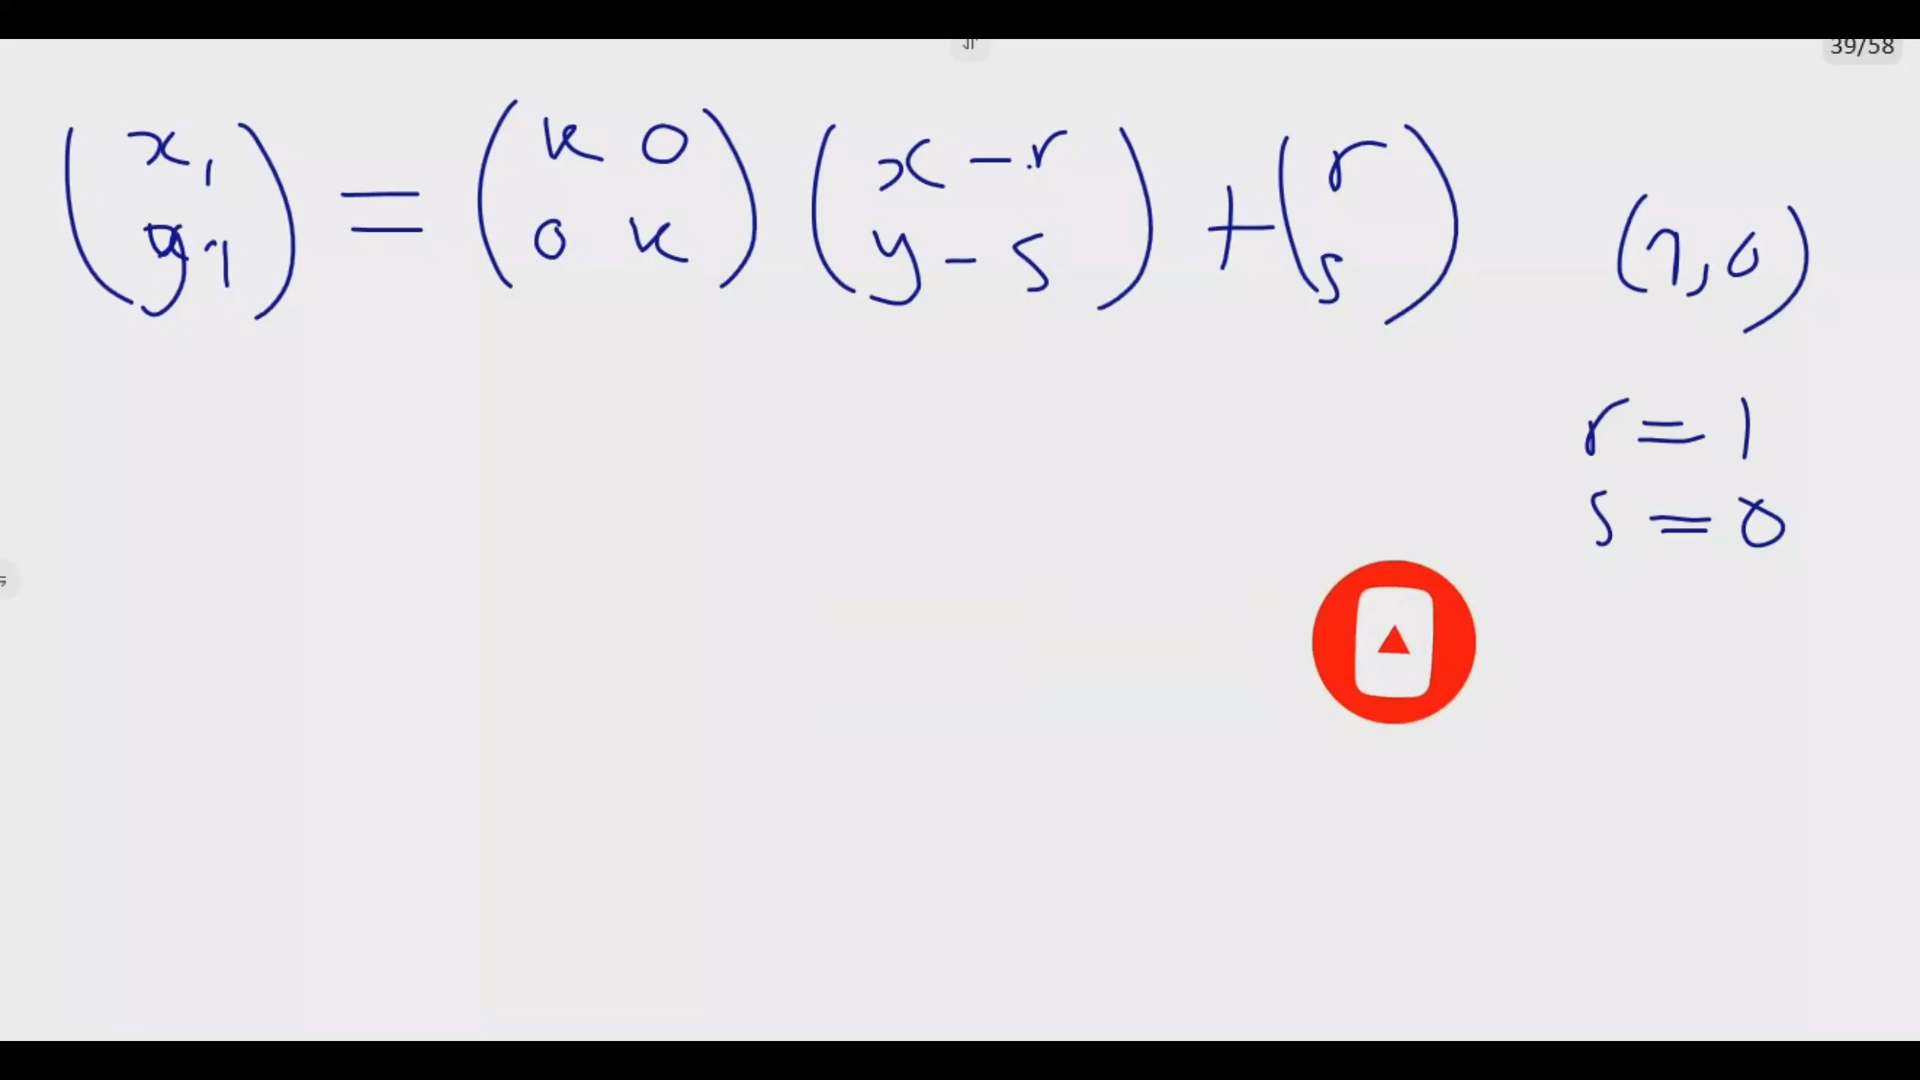 39/58
(x₁ y₁) = (k 0 0 k) (x - r y - s) + (r s) (1,0)
r = 1
s = 0